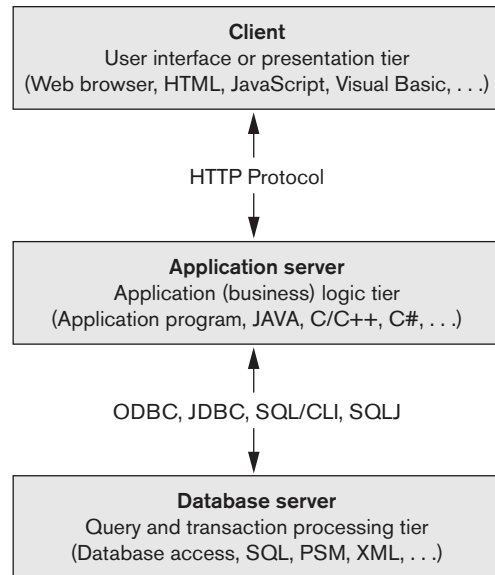 Client
User interface or presentation tier
(Web browser, HTML, JavaScript, Visual Basic, . . .)
HTTP Protocol
Application server
Application (business) logic tier
(Application program, JAVA, C/C++, C#, . . .)
ODBC, JDBC, SQL/CLI, SQLJ
Database server
Query and transaction processing tier
(Database access, SQL, PSM, XML, . . .)